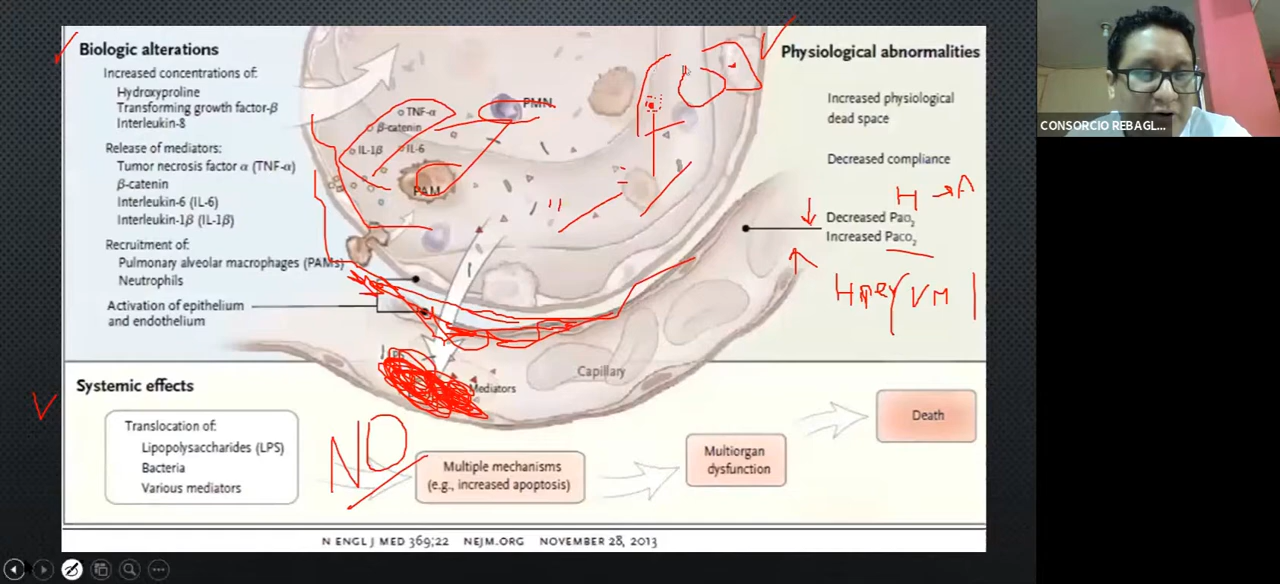 Biologic alterations
Increased concentrations of:
Hydroxyproline
Transforming growth factor-β
Interleukin-8
Release of mediators:
Tumor necrosis factor α (TNF-α)
β-catenin
Interleukin-6 (IL-6)
Interleukin-1β (IL-1β)
Recruitment of:
Pulmonary alveolar macrophages (PAMs)
Neutrophils
Activation of epithelium
and endothelium
TNF-α
β-catenin
IL-1β
IL-6
PMN
PAM
Mediators
Capillary
Physiological abnormalities
Increased physiological
dead space
Decreased compliance
H → A
Decreased Pao2
Increased Paco2
VM
CONSORCIO REBAGL...
Systemic effects
Translocation of:
Lipopolysaccharides (LPS)
Bacteria
Various mediators
NO
Multiple mechanisms
(e.g., increased apoptosis)
Multiorgan
dysfunction
Death
N ENGL J MED 369;22 NEJM.ORG NOVEMBER 28, 2013